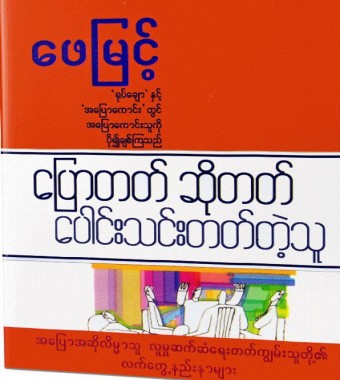 ဖေမြင့်
'ရုပ်ချော' နှင့်
'အပြောကောင်း' တွင်
အပြောကောင်းသူကို
ပို၍ချစ်ကြသည်
ပြောတတ် ဆိုတတ်
ပေါင်းသင်းတတ်တဲ့သူ
အပြောအဆိုလိမ္မာသူ လူမှုဆက်ဆံရေးတတ်ကျွမ်းသူတို့၏
လက်တွေ့နည်းနာများ